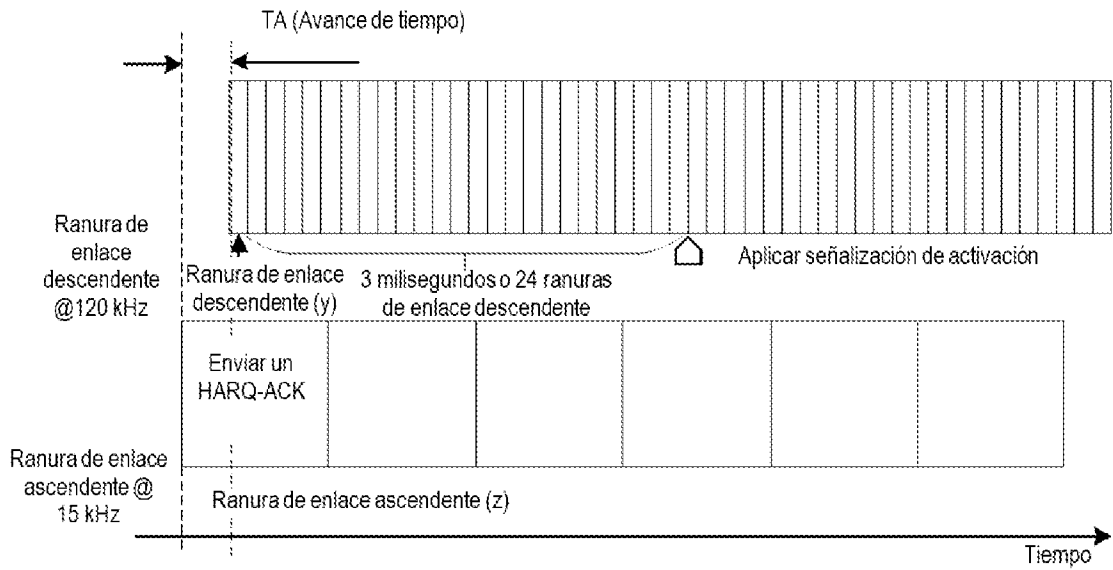 TA (Avance de tiempo)
Ranura de
enlace
descendente
@120 kHz
Ranura de enlace
descendente (y)
3 milisegundos o 24 ranuras
de enlace descendente
Aplicar señalización de activación
Enviar un
HARQ-ACK
Ranura de enlace
ascendente @
15 kHz
Ranura de enlace ascendente (z)
Tiempo